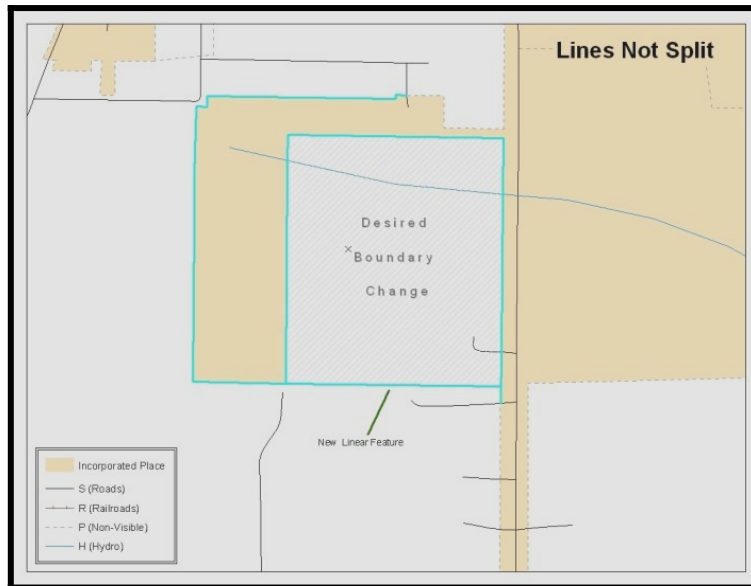 Lines Not Split
Desired
Boundary
Change
New Linear Feature
Incorporated Place
S (Roads)
R (Railroads)
P (Non-Visible)
H (Hydro)